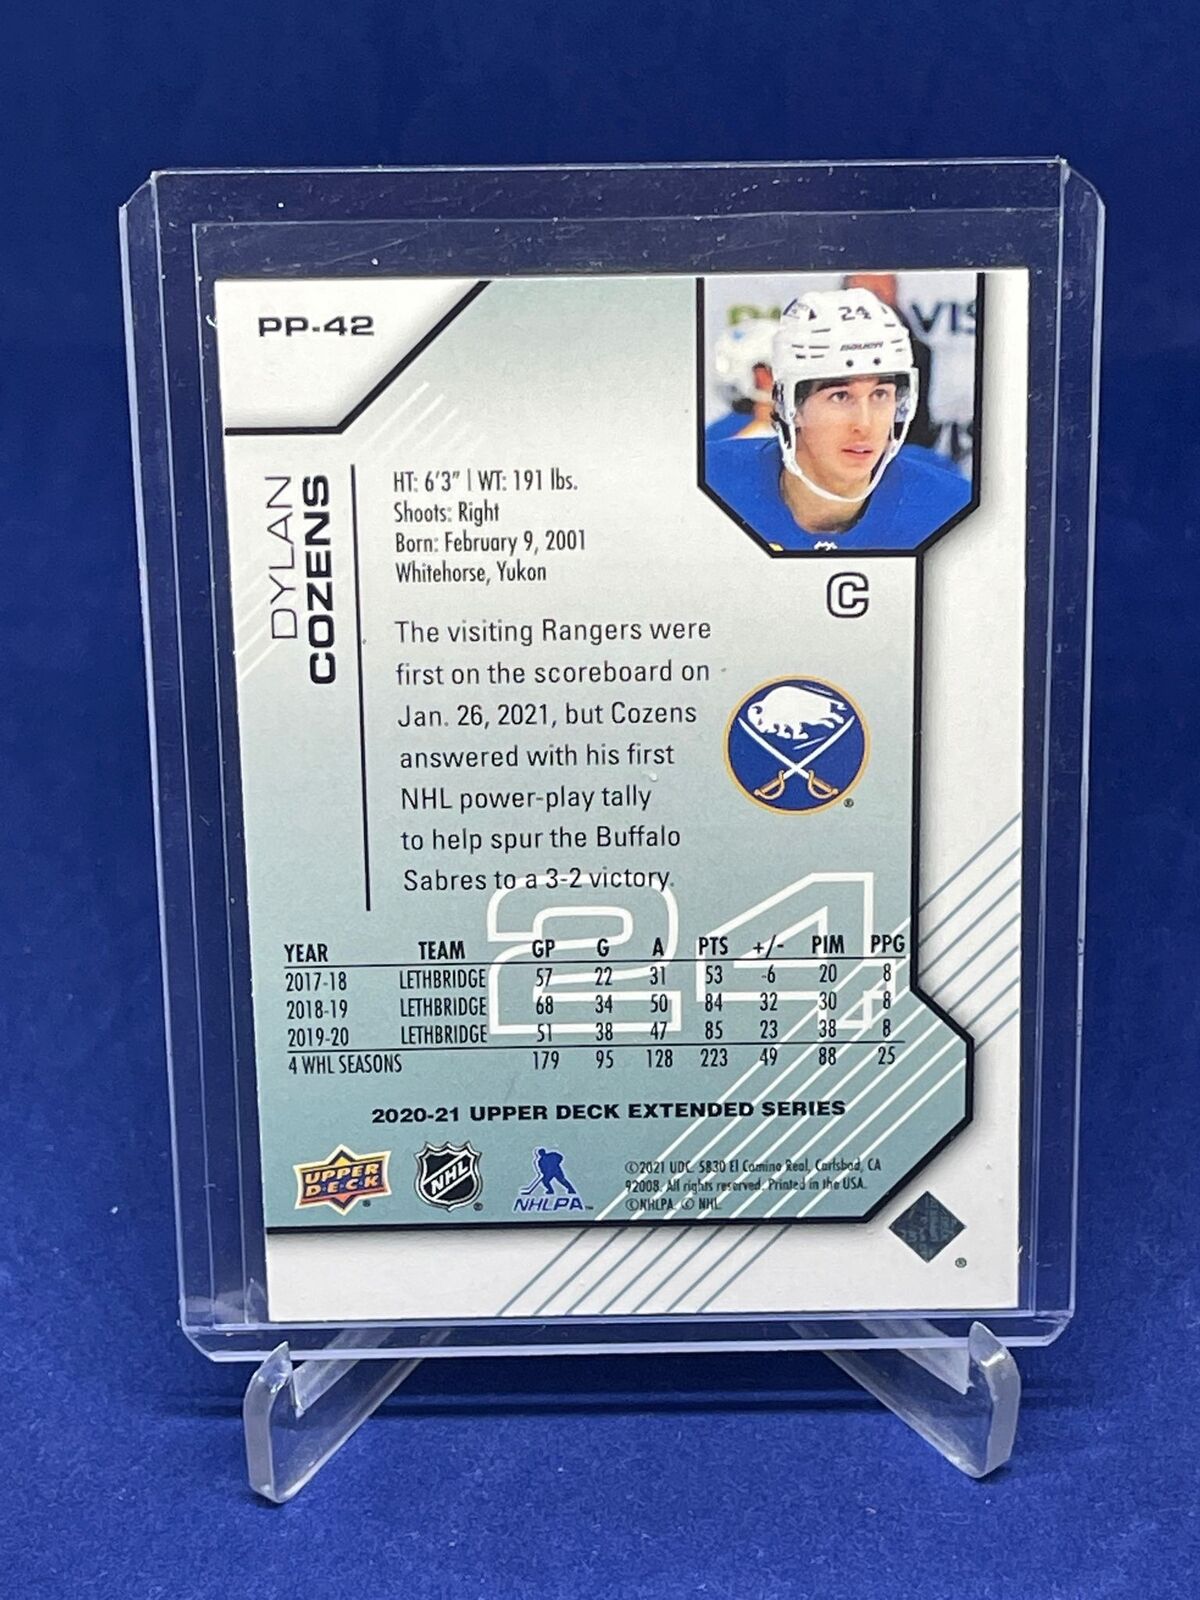 PP-42
24
BAUER
VIS
DYLAN
COZENS
HT: 6'3" | WT: 191 lbs.
Shoots: Right
Born: February 9, 2001
Whitehorse, Yukon
C
The visiting Rangers were
first on the scoreboard on
Jan. 26, 2021, but Cozens
answered with his first
NHL power-play tally
to help spur the Buffalo
Sabres to a 3-2 victory.
®
24
YEAR TEAM GP G A PTS +/- PIM PPG
2017-18 LETHBRIDGE 57 22 31 53 -6 20 8
2018-19 LETHBRIDGE 68 34 50 84 32 30 8
2019-20 LETHBRIDGE 51 38 47 85 23 38 8
4 WHL SEASONS 179 95 128 223 49 88 25
2020-21 UPPER DECK EXTENDED SERIES
UPPER
D•E•C•K ®
NHL ®
NHLPA™
©2021 UDC. 5830 El Camino Real, Carlsbad, CA
92008. All rights reserved. Printed in the USA.
©NHLPA. © NHL.
®